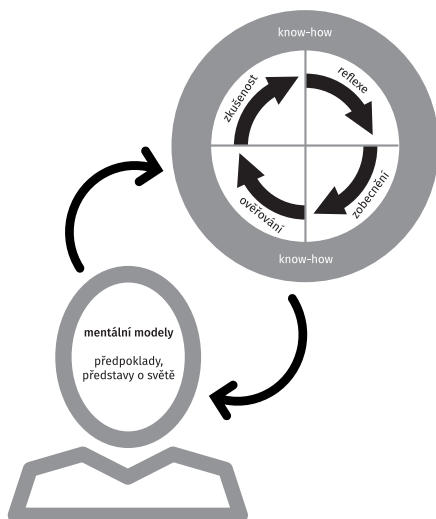 know-how
zkušenost
reflexe
ověřování
zobecnění
know-how
mentální modely
předpoklady,
představy o světě